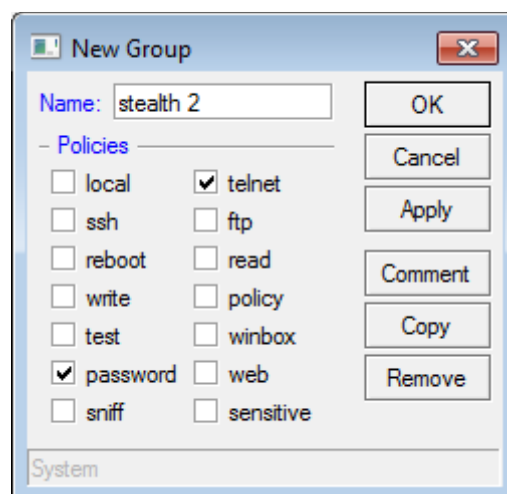 New Group
Name: stealth 2
OK
Policies
Cancel
local telnet
Apply
ssh ftp
reboot read
Comment
write policy
Copy
test winbox
password web
Remove
sniff sensitive
System